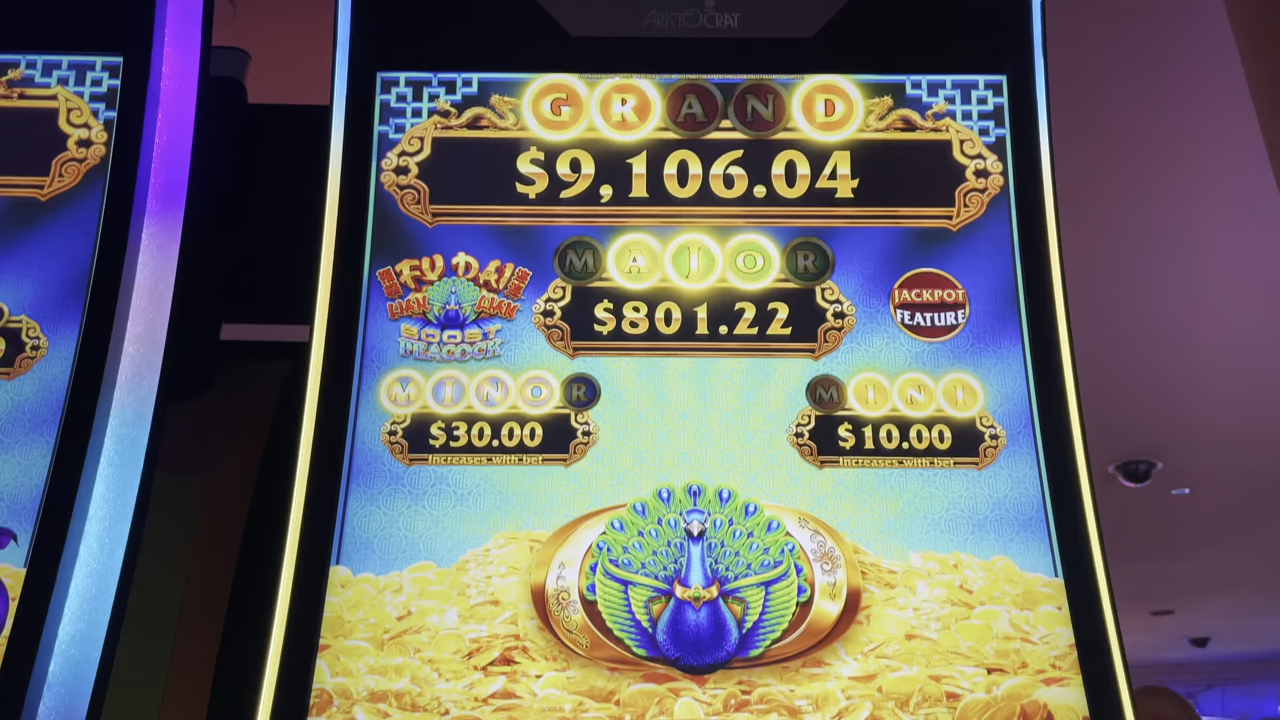 ARISTOCRAT
GRAND
$9,106.04
MAJOR
$801.22
FU DAI
LIAN LIAN
BOOST
PEACOCK
JACKPOT
FEATURE
MINOR
$30.00
Increases with bet
MINI
$10.00
Increases with bet